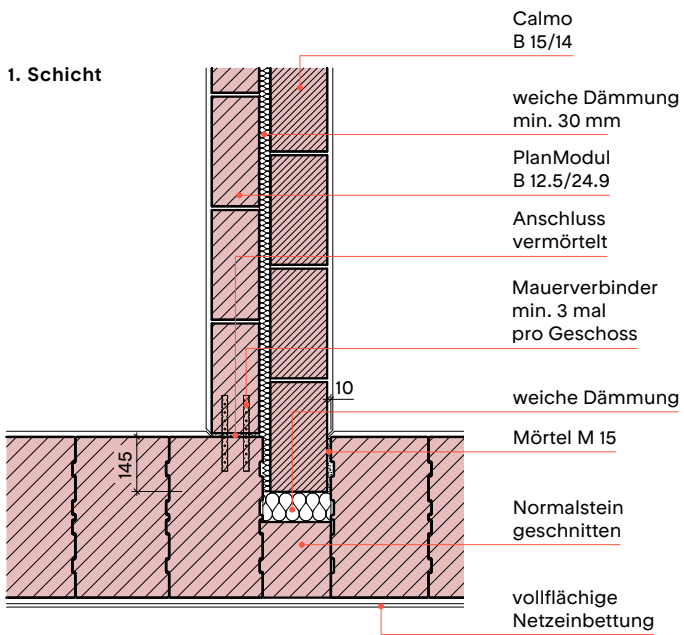 Calmo
B 15/14
1. Schicht
weiche Dämmung
min. 30 mm
PlanModul
B 12.5/24.9
Anschluss
vermörtelt
Mauerverbinder
min. 3 mal
pro Geschoss
10
weiche Dämmung
Mörtel M 15
145
Normalstein
geschnitten
vollflächige
Netzeinbettung